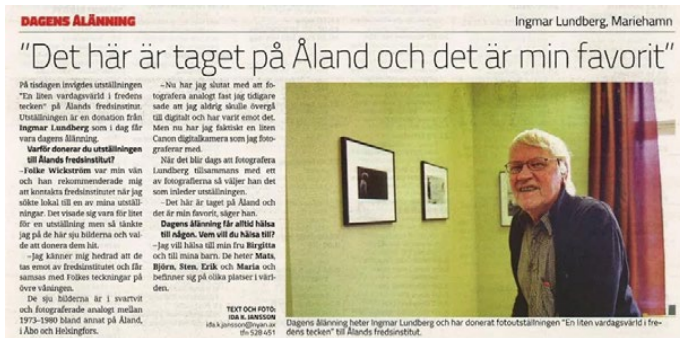 DAGENS ÅLÄNNING
Ingmar Lundberg, Mariehamn
"Det här är taget på Åland och det är min favorit"
På tisdagen invigdes utställningen
"En liten vardagsvärld i fredens
tecken" på Ålands fredsinstitut.
Utställningen är en donation från
Ingmar Lundberg som i dag får
vara dagens ålänning.
Varför donerar du utställningen
till Ålands fredsinstitut?
–Folke Wickström var min vän
och han rekommenderade mig
att kontakta fredsinstitutet när jag
sökte lokal till en av mina utställ-
ningar. Det visade sig vara för litet
för en utställning men så tänkte
jag på de här sju bilderna och val-
de att donera dem hit.
–Jag känner mig hedrad att de
tas emot av fredsinstitutet och får
samsas med Folkes teckningar på
övre våningen.
De sju bilderna är i svartvit
och fotograferade analogt mellan
1973–1980 bland annat på Åland,
i Åbo och Helsingfors.
–Nu har jag slutat med att fo-
tografera analogt fast jag tidigare
sade att jag aldrig skulle övergå
till digitalt och har varit emot det.
Men nu har jag faktiskt en liten
Canon digitalkamera som jag foto-
graferar med.
När det blir dags att fotografera
Lundberg tillsammans med ett
av fotografierna så väljer han det
som inleder utställningen.
–Det här är taget på Åland och
det är min favorit, säger han.
Dagens ålänning får alltid hälsa
till någon. Vem vill du hälsa till?
–Jag vill hälsa till min fru Birgitta
och till mina barn. De heter Mats,
Björn, Sten, Erik och Maria och
befinner sig på olika platser i värl-
den.
TEXT OCH FOTO:
IDA K. JANSSON
ida.k.jansson@nyan.ax
tfn 528 451
Dagens ålänning heter Ingmar Lundberg och har donerat fotoutställningen "En liten vardagsvärld i fre-
dens tecken" till Ålands fredsinstitut.